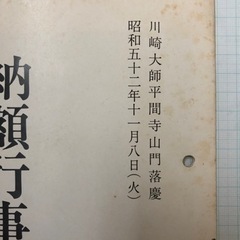 川崎大師平間寺山門落慶
昭和五十二年十一月八日(火)
納額行事